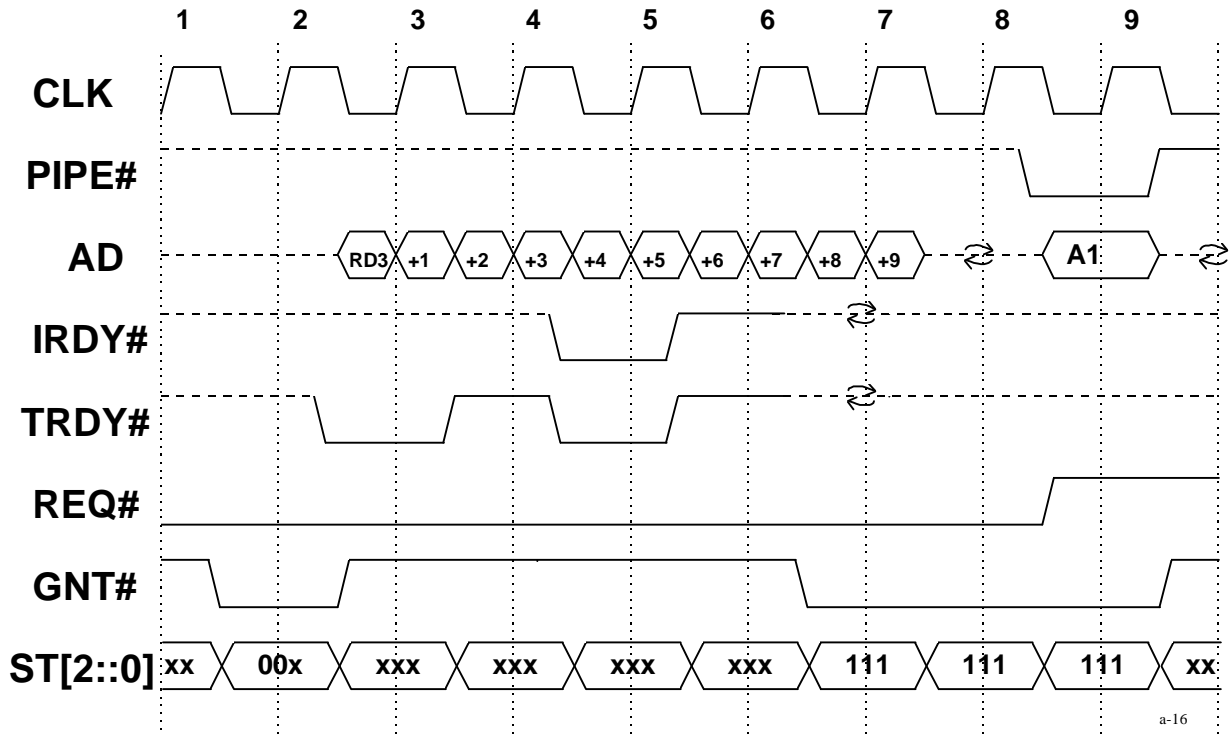 1 2 3 4 5 6 7 8 9
CLK
PIPE#
AD RD3 +1 +2 +3 +4 +5 +6 +7 +8 +9 A1
IRDY#
TRDY#
REQ#
GNT#
ST[2::0] xx 00x xxx xxx xxx xxx 111 111 111 xx
a-16